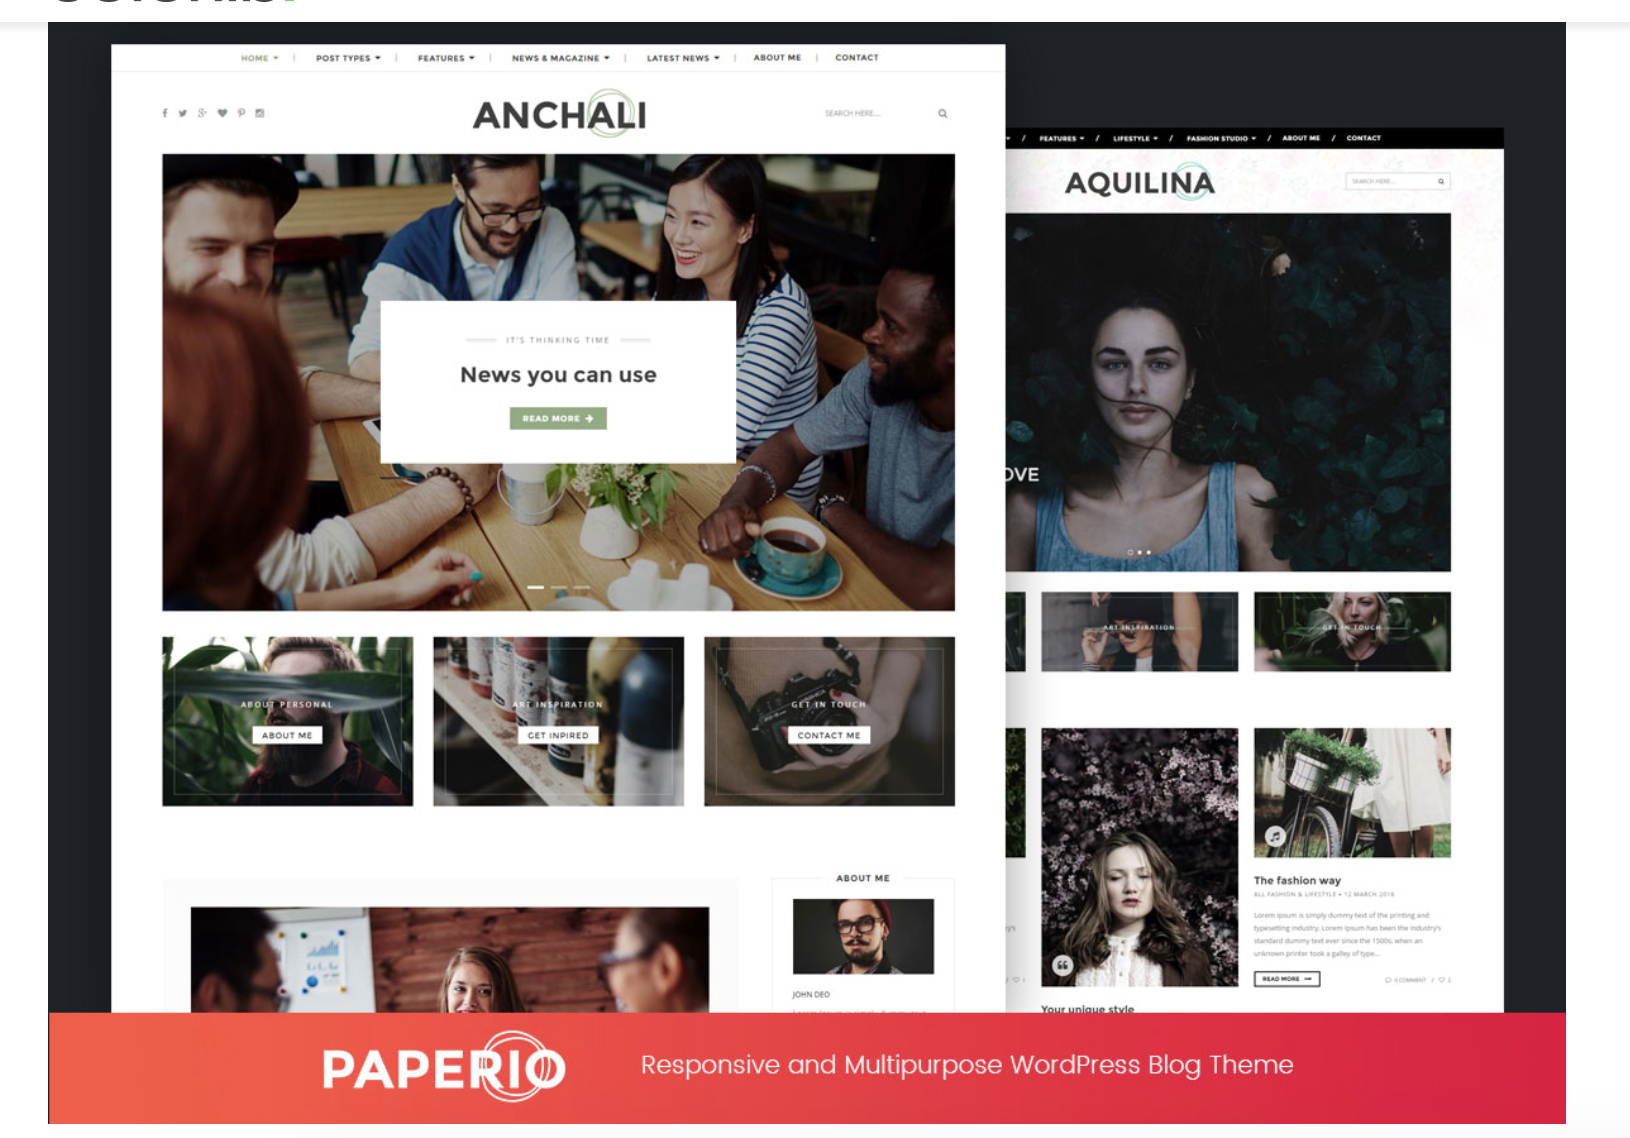 HOME | POST TYPES | FEATURES | NEWS & MAGAZINE | LATEST NEWS | ABOUT ME | CONTACT
ANCHALI
SEARCH HERE...
IT'S THINKING TIME
News you can use
READ MORE
ABOUT PERSONAL
ABOUT ME
ART INSPIRATION
GET INPIRED
GET IN TOUCH
CONTACT ME
ABOUT ME
JOHN DEO
/ FEATURES / LIFESTYLE / FASHION STUDIO / ABOUT ME / CONTACT
AQUILINA
SEARCH HERE...
OVE
ART INSPIRATION
GET IN TOUCH
The fashion way
ALL FASHION & LIFESTYLE • 12 MARCH 2016
Lorem Ipsum is simply dummy text of the printing and
typesetting industry. Lorem Ipsum has been the industry's
standard dummy text ever since the 1500s, when an
unknown printer took a galley of type...
READ MORE
0 COMMENT / 2
Your unique style
PAPERIO
Responsive and Multipurpose WordPress Blog Theme